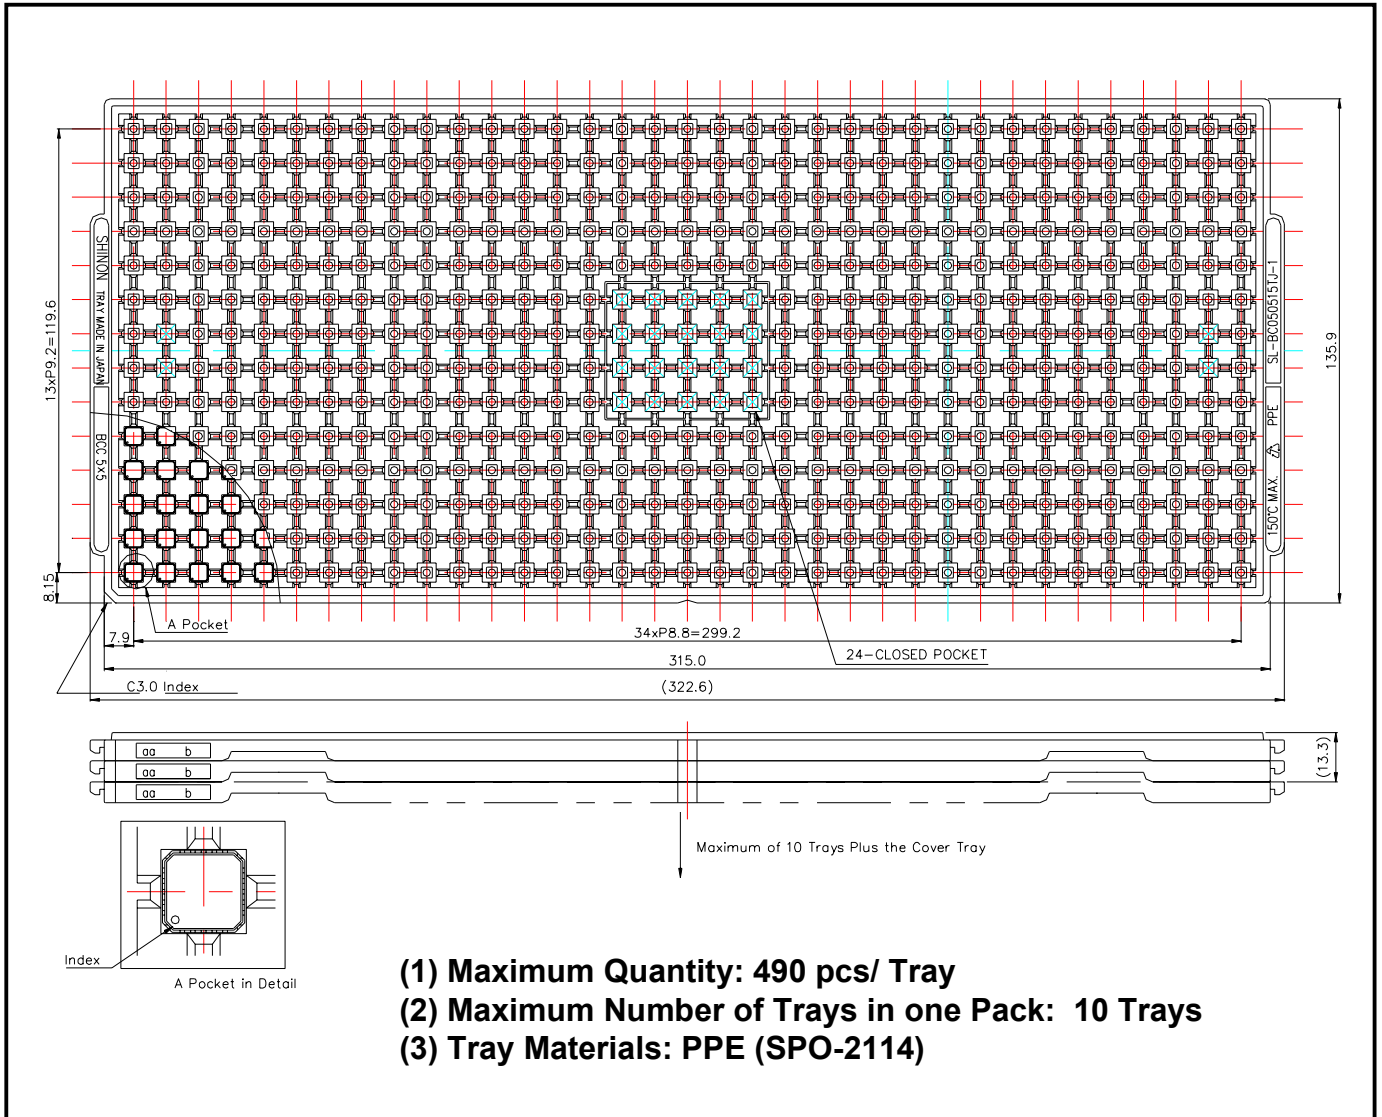 SHINON TRAY MADE IN JAPAN
BCC 5x5
SL-BC050515TJ-1
PPE
150°C MAX.
13xP9.2=119.6
8.15
135.9
7.9
A Pocket
34xP8.8=299.2
24-CLOSED POCKET
315.0
C3.0 Index
(322.6)
aa b
aa b
aa b
(13.3)
Maximum of 10 Trays Plus the Cover Tray
Index
A Pocket in Detail
(1) Maximum Quantity: 490 pcs/ Tray
(2) Maximum Number of Trays in one Pack: 10 Trays
(3) Tray Materials: PPE (SPO-2114)